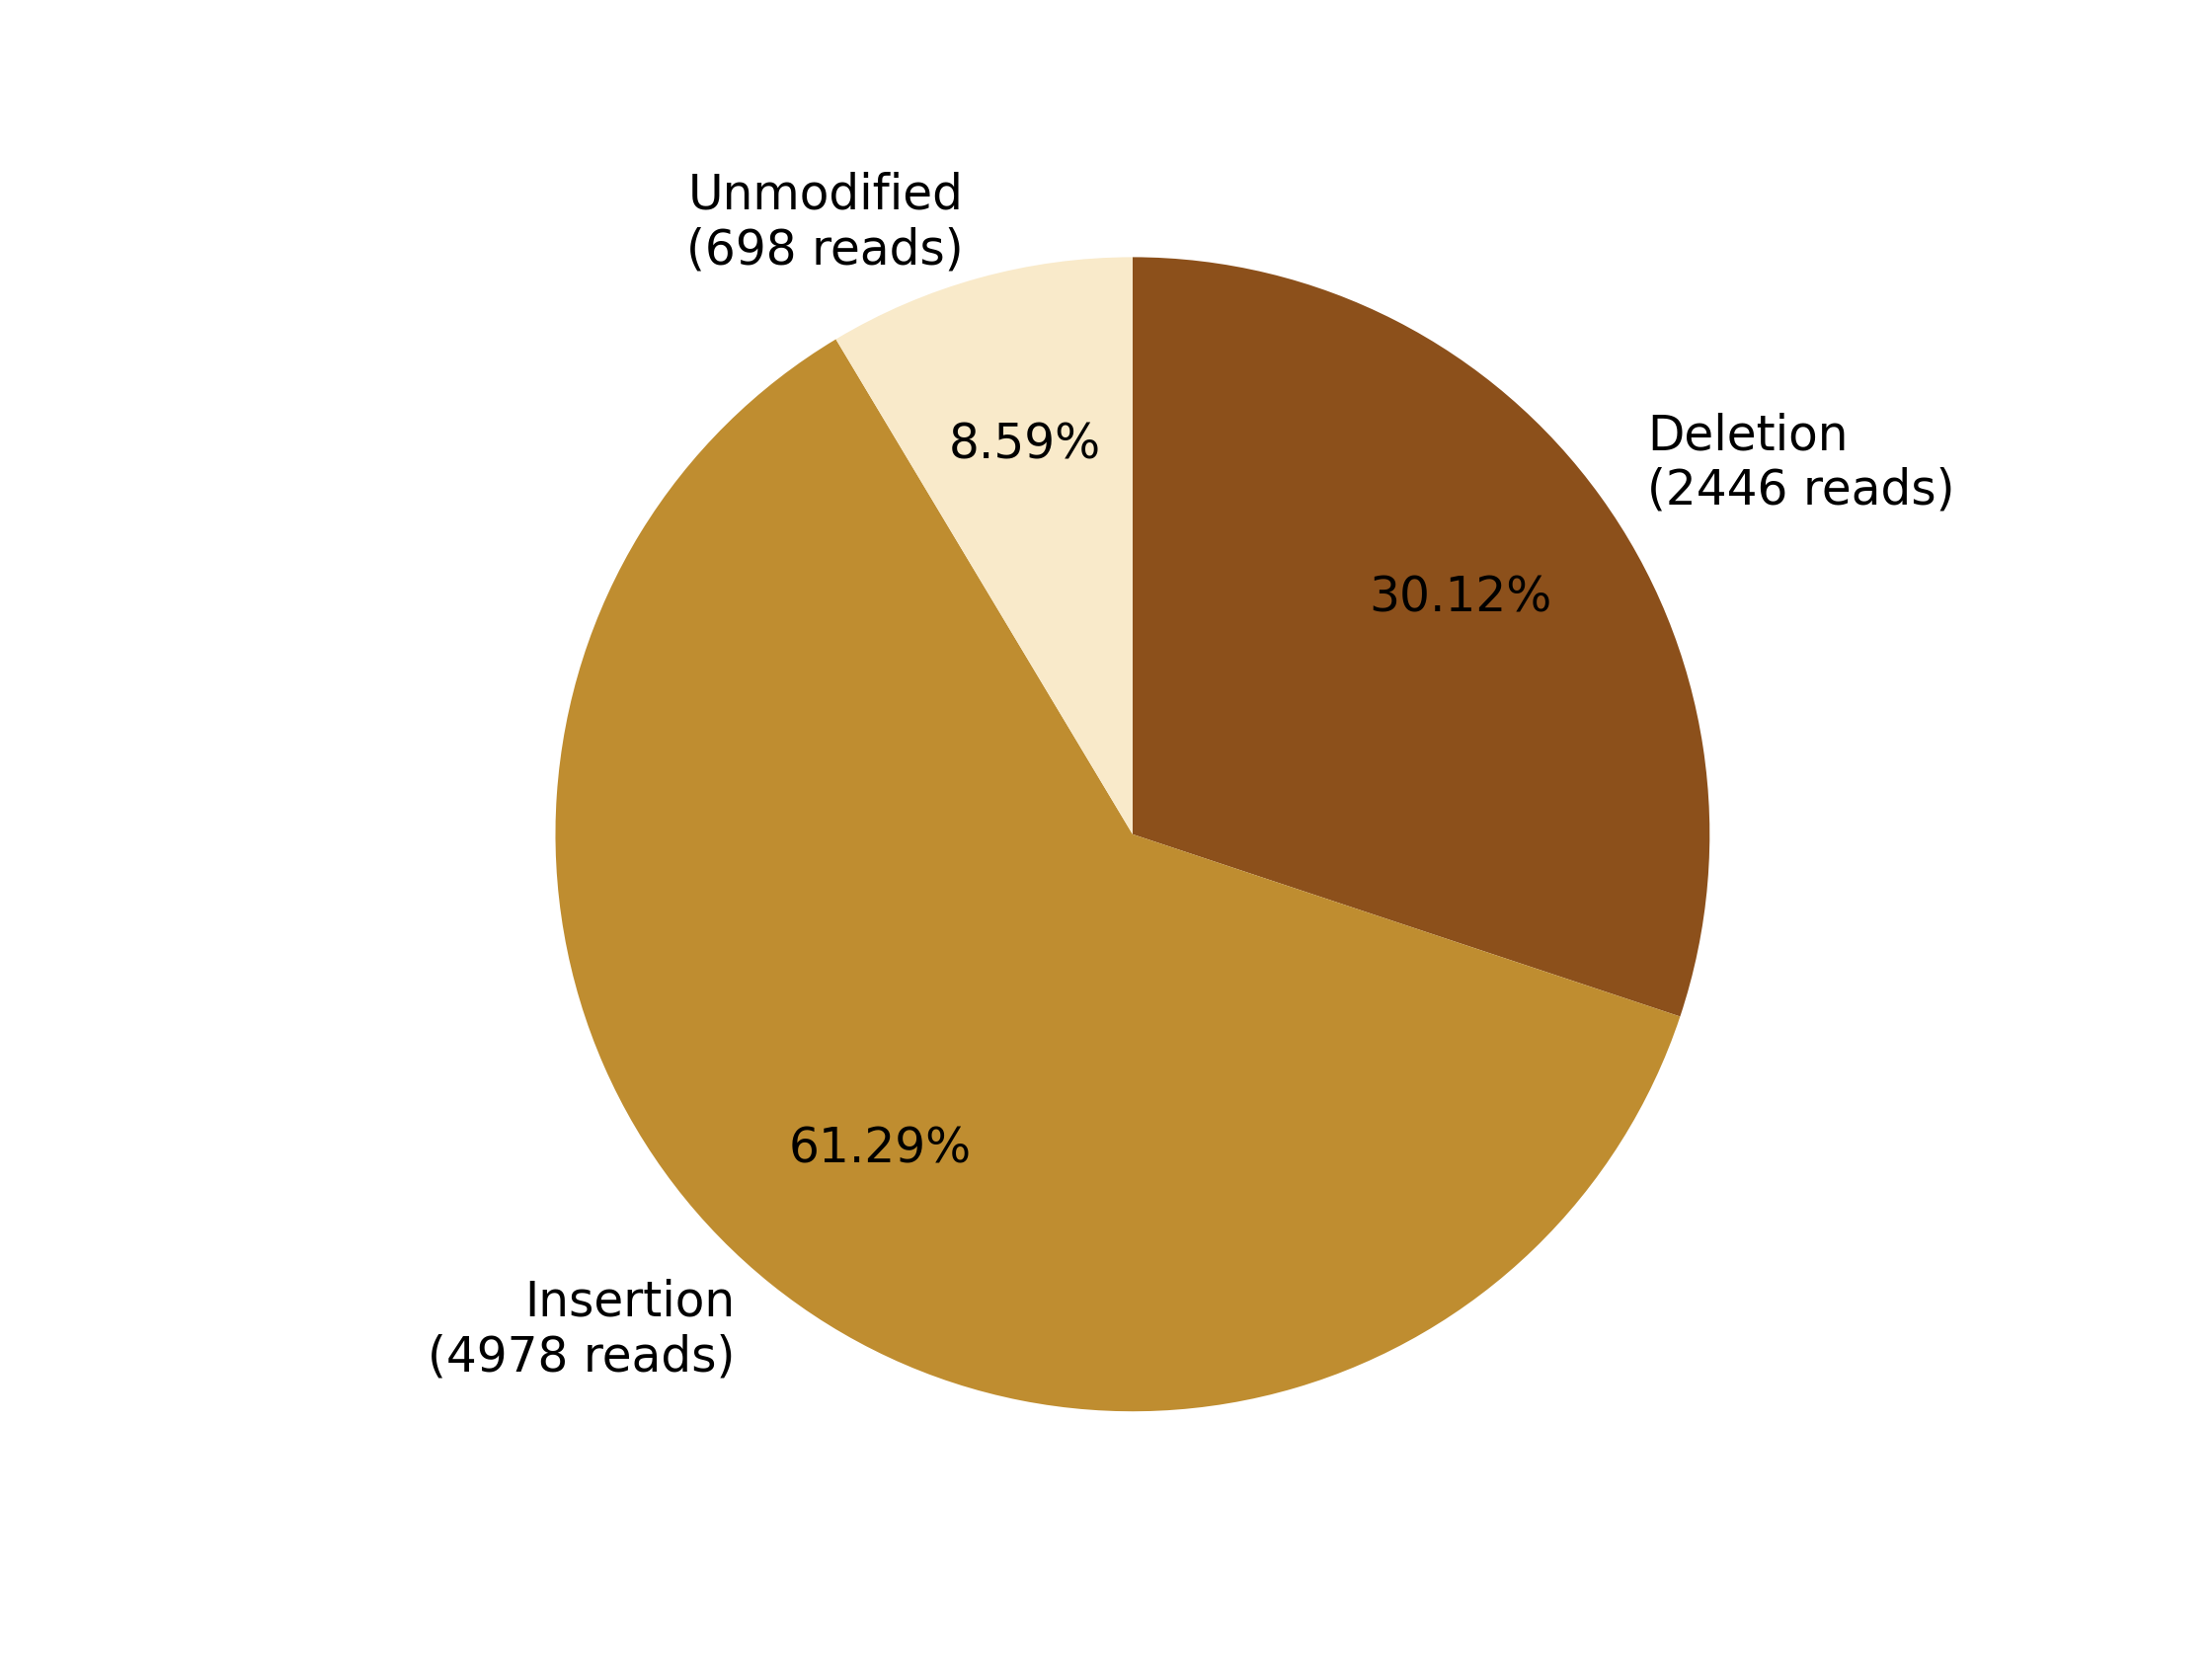 Unmodified
(698 reads)
8.59%
Deletion
(2446 reads)
30.12%
61.29%
Insertion
(4978 reads)